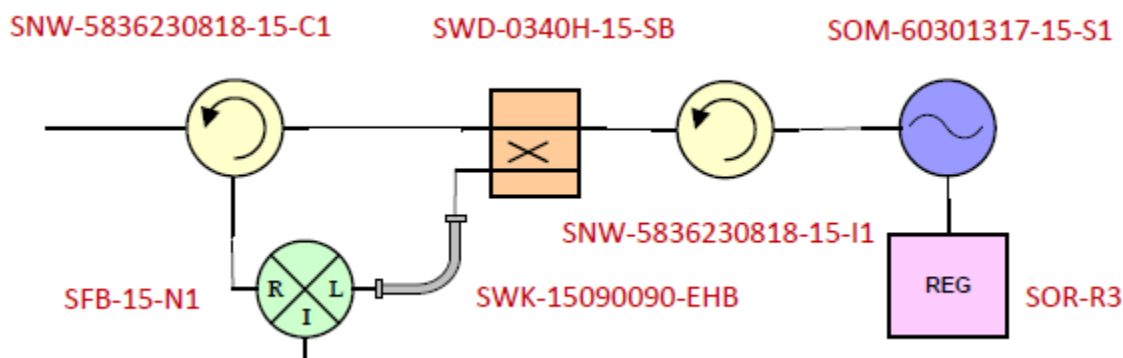 SNW-5836230818-15-C1
SWD-0340H-15-SB
SOM-60301317-15-S1
SNW-5836230818-15-I1
SFB-15-N1
R
L
I
SWK-15090090-EHB
REG
SOR-R3